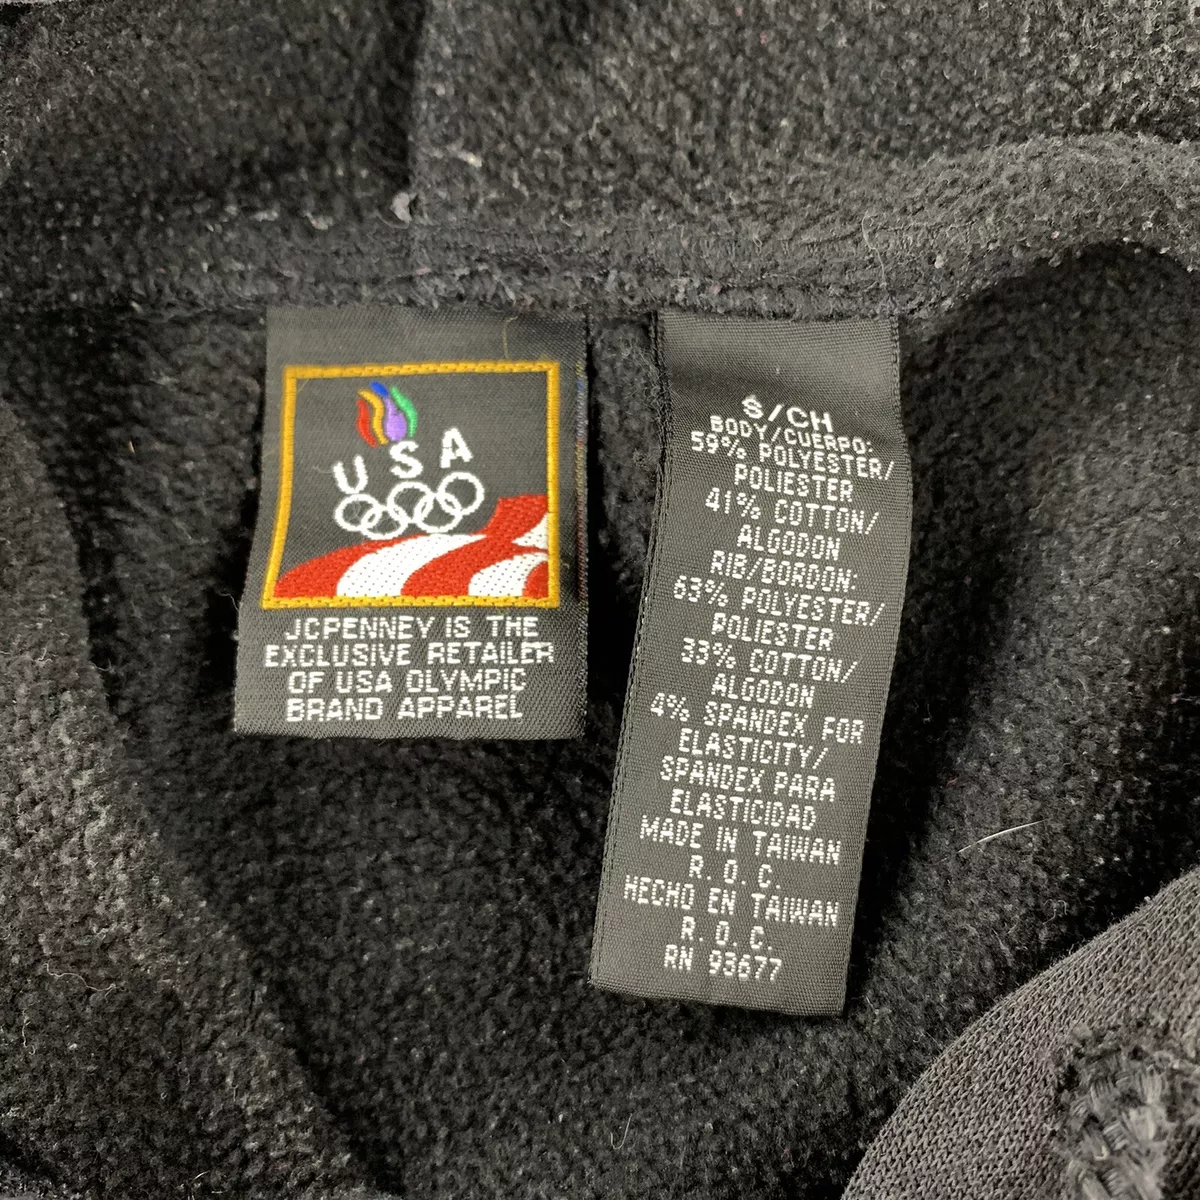 USA
JCPENNEY IS THE
EXCLUSIVE RETAILER
OF USA OLYMPIC
BRAND APPAREL
S/CH
BODY/CUERPO:
59% POLYESTER/
POLIESTER
41% COTTON/
ALGODON
RIB/BORDON:
63% POLYESTER/
POLIESTER
33% COTTON/
ALGODON
4% SPANDEX FOR
ELASTICITY/
SPANDEX PARA
ELASTICIDAD
MADE IN TAIWAN
R.O.C.
HECHO EN TAIWAN
R.O.C.
RN 93677